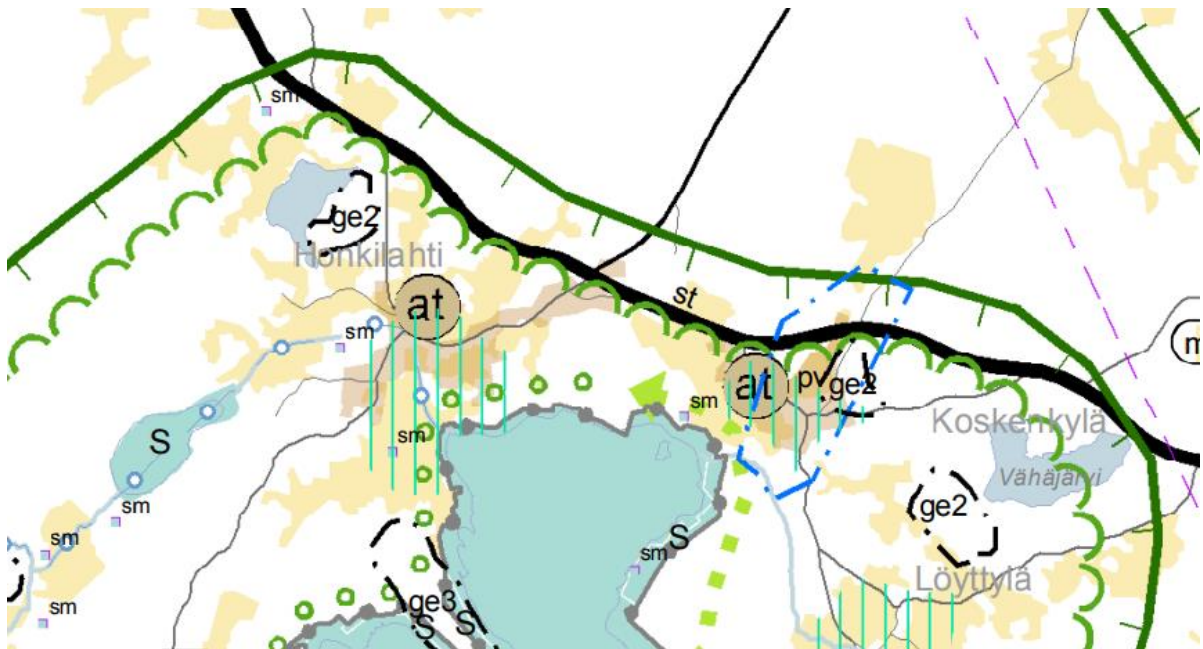 sm
ge2
Honkilahti
at
st
m
sm
at
pv
ge2
sm
Koskenkylä
sm
S
Vähäjärvi
sm
ge2
sm
S
sm
sm
Löyttylä
ge3
sm
S
S